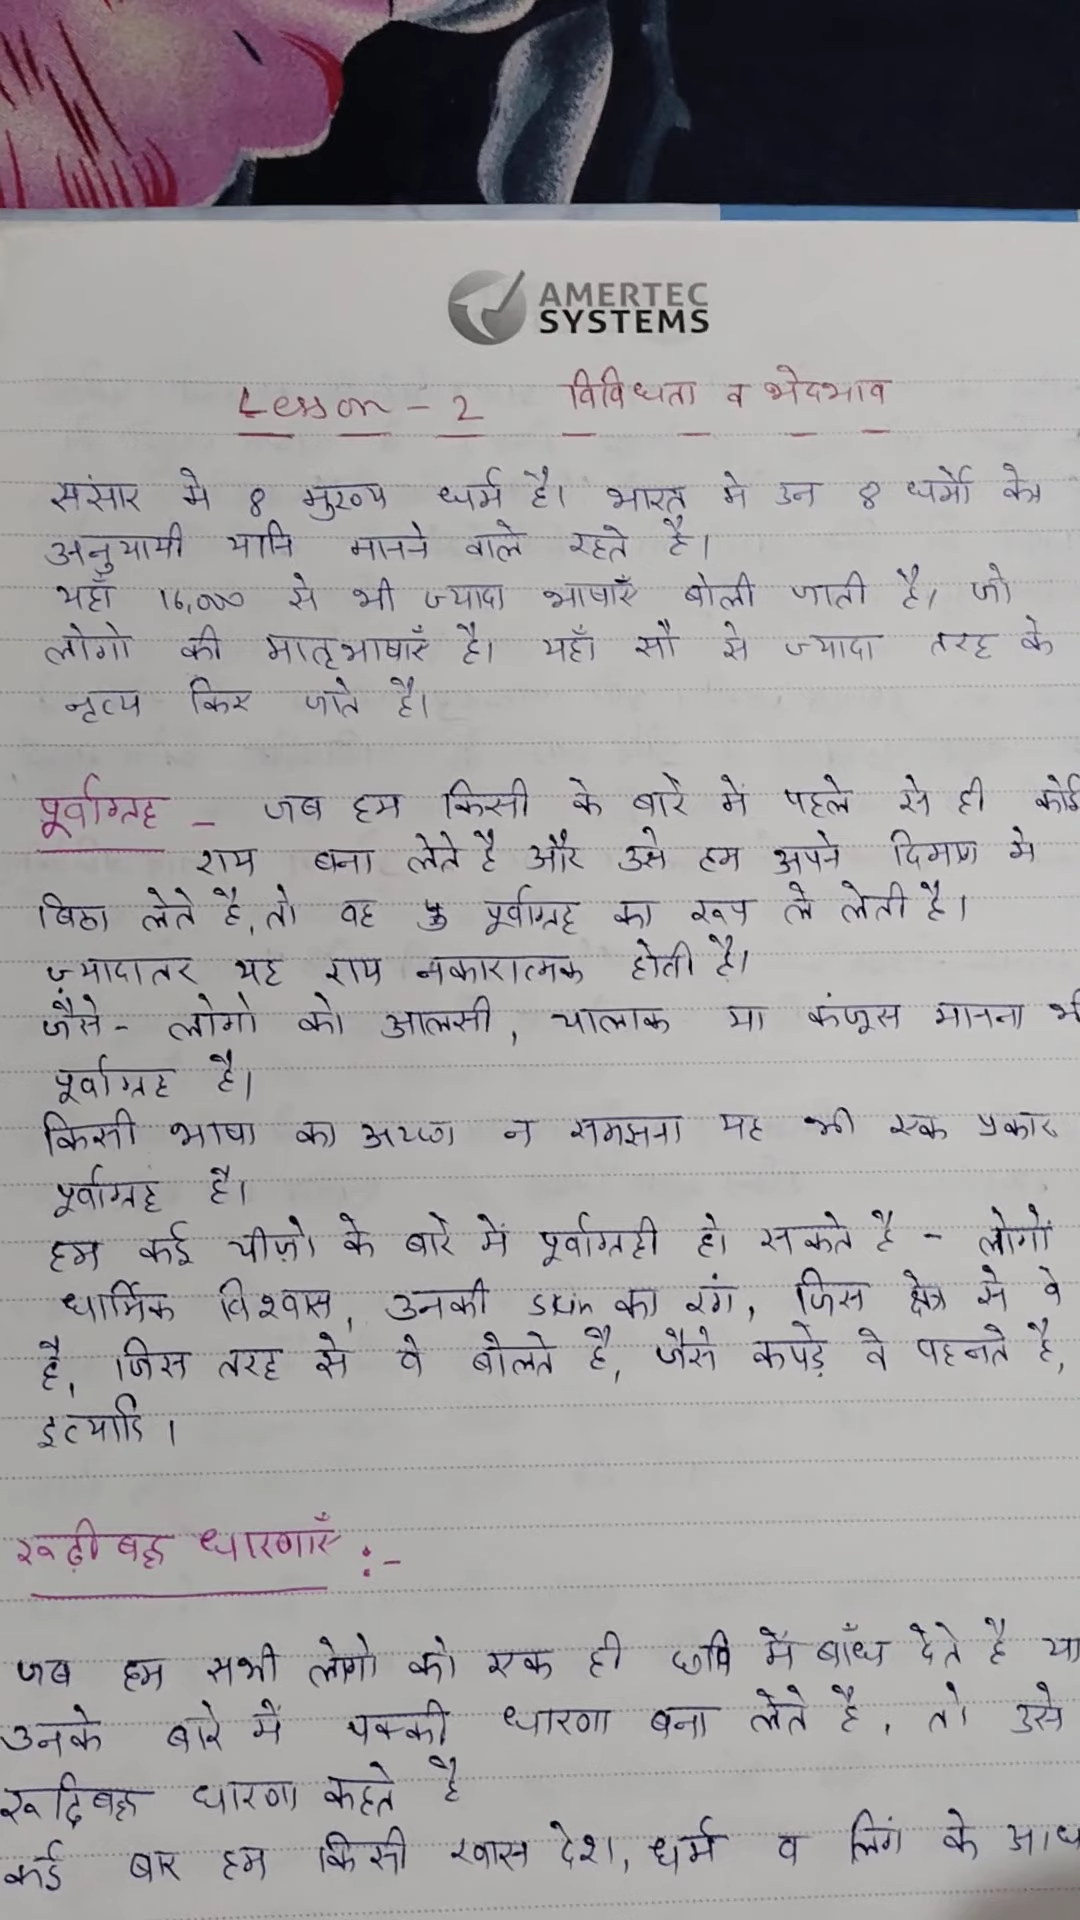 AMERTEC
SYSTEMS
Lesson - 2 विविधता व भेदभाव
संसार मे 8 मुख्य धर्म है। भारत मे उन 8 धर्मो के
अनुयायी यानि मानने वाले रहते है।
यहाँ 16,000 से भी ज्यादा भाषाएँ बोली जाती है। जो
लोगो की मातृभाषाएँ है। यहाँ सौ से ज्यादा तरह के
नृत्य किए जाते है।
पूर्वाग्रह - जब हम किसी के बारे में पहले से ही कोई
राय बना लेते है और उसे हम अपने दिमाग मे
बिठा लेते है, तो वह पूर्वाग्रह का रूप ले लेती है।
ज़्यादातर यह राय नकारात्मक होती है।
जैसे - लोगो को आलसी, चालाक या कंजूस मानना भी
पूर्वाग्रह है।
किसी भाषा का अच्छा न समझना यह भी एक प्रकार
पूर्वाग्रह है।
हम कई चीज़ो के बारे में पूर्वाग्रही हो सकते है - लोगों
धार्मिक विश्वास, उनकी skin का रंग, जिस क्षेत्र से वे
है, जिस तरह से वे बोलते है, जैसे कपड़े वे पहनते है,
इत्यादि।
रूढ़ीबद्ध धारणाएँ :-
जब हम सभी लोगो को एक ही छवि में बाँध देते है या
उनके बारे में पक्की धारणा बना लेते है, तो उसे
रूढ़िबद्ध धारणा कहते है
कई बार हम किसी खास देश, धर्म व लिंग के आध